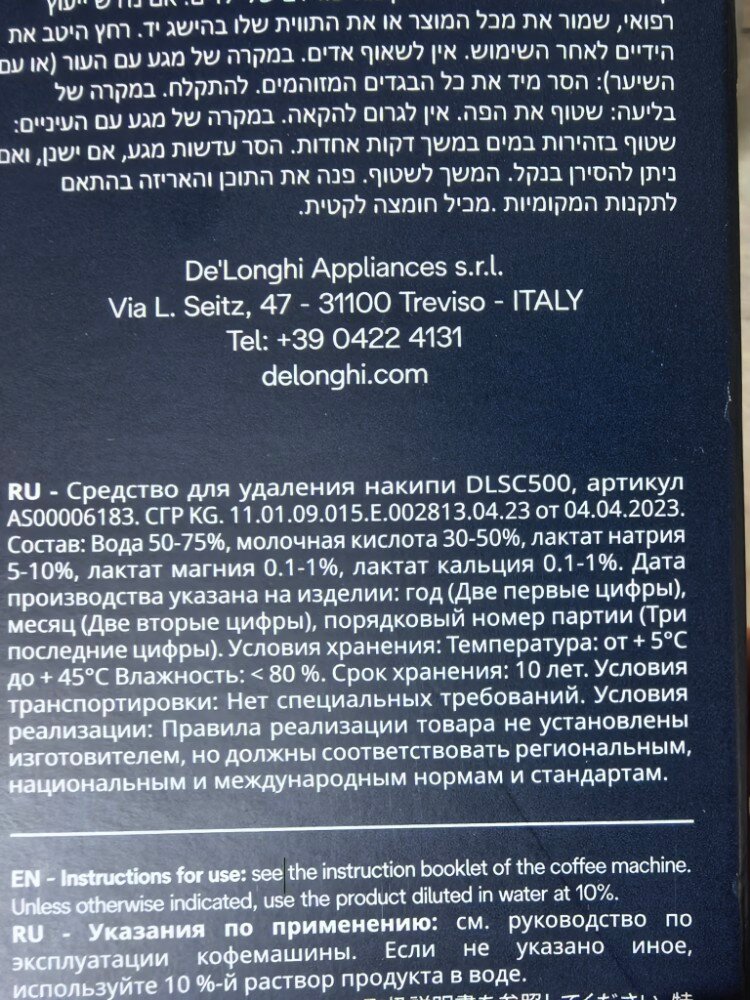 רפואי, שמור את מכל המוצר או את התווית שלו בהישג יד. רחץ היטב את
הידיים לאחר השימוש. אין לשאוף אדים. במקרה של מגע עם העור (או עם
השיער): הסר מיד את כל הבגדים המזוהמים. להתקלח. במקרה של
בליעה: שטוף את הפה. אין לגרום להקאה. במקרה של מגע עם העיניים:
שטוף בזהירות במים במשך דקות אחדות. הסר עדשות מגע, אם ישנן, ואם
ניתן להסירן בנקל. המשך לשטוף. פנה את התוכן והאריזה בהתאם
לתקנות המקומיות .מכיל חומצה לקטית.
De'Longhi Appliances s.r.l.
Via L. Seitz, 47 - 31100 Treviso - ITALY
Tel: +39 0422 4131
delonghi.com
RU - Средство для удаления накипи DLSC500, артикул
AS00006183. СГР KG. 11.01.09.015.E.002813.04.23 от 04.04.2023.
Состав: Вода 50-75%, молочная кислота 30-50%, лактат натрия
5-10%, лактат магния 0.1-1%, лактат кальция 0.1-1%. Дата
производства указана на изделии: год (Две первые цифры),
месяц (Две вторые цифры), порядковый номер партии (Три
последние цифры). Условия хранения: Температура: от + 5°C
до + 45°C Влажность: < 80 %. Срок хранения: 10 лет. Условия
транспортировки: Нет специальных требований. Условия
реализации: Правила реализации товара не установлены
изготовителем, но должны соответствовать региональным,
национальным и международным нормам и стандартам.
EN - Instructions for use: see the instruction booklet of the coffee machine.
Unless otherwise indicated, use the product diluted in water at 10%.
RU - Указания по применению: см. руководство по
эксплуатации кофемашины. Если не указано иное,
используйте 10 %-й раствор продукта в воде.